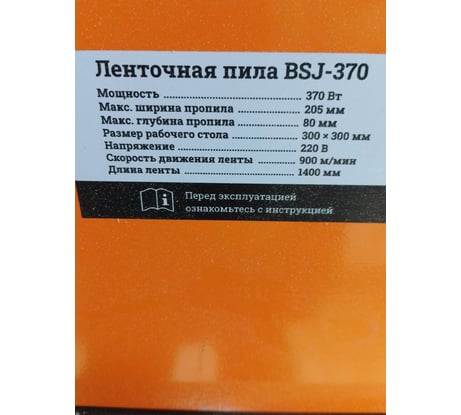 Ленточная пила BSJ-370
Мощность ........................ 370 Вт
Макс. ширина пропила ............ 205 мм
Макс. глубина пропила ........... 80 мм
Размер рабочего стола ........... 300 × 300 мм
Напряжение ...................... 220 В
Скорость движения ленты ......... 900 м/мин
Длина ленты ..................... 1400 мм
Перед эксплуатацией
ознакомьтесь с инструкцией